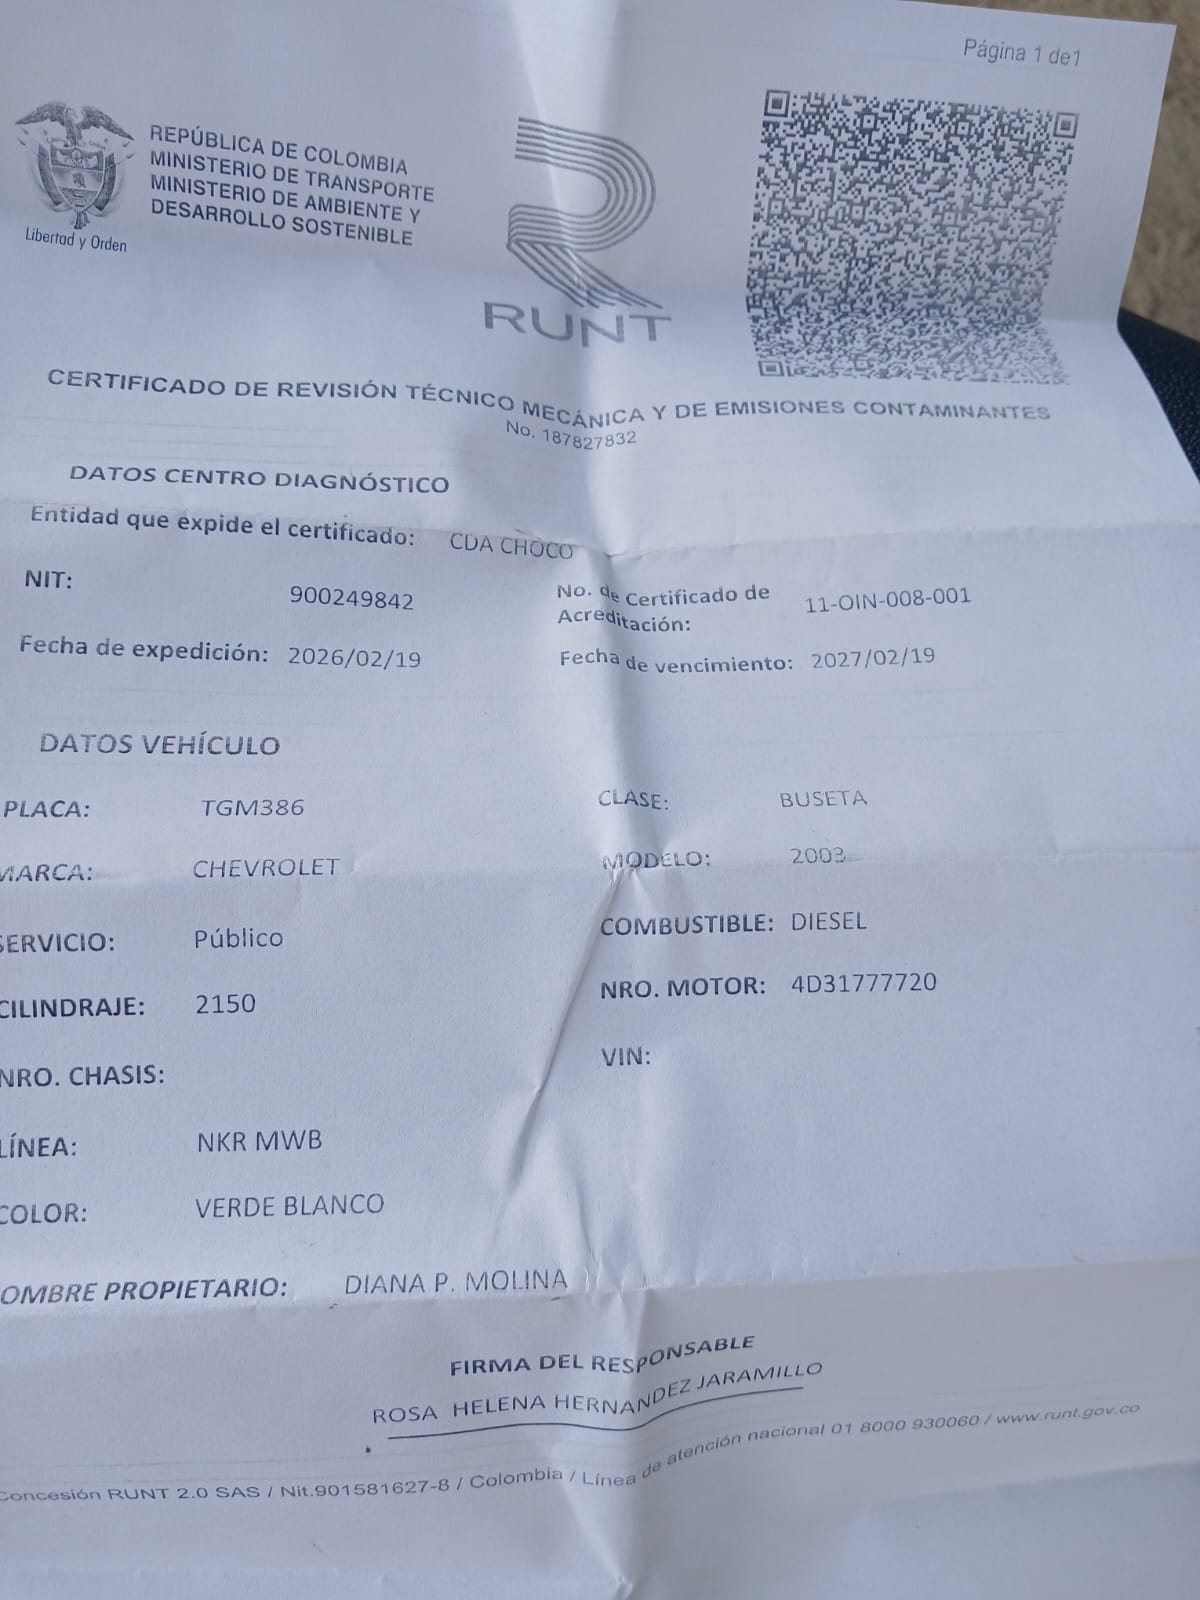 Página 1 de1
REPÚBLICA DE COLOMBIA
MINISTERIO DE TRANSPORTE
MINISTERIO DE AMBIENTE Y
DESARROLLO SOSTENIBLE
Libertad y Orden
RUNT
CERTIFICADO DE REVISIÓN TÉCNICO MECÁNICA Y DE EMISIONES CONTAMINANTES
No. 187827832
DATOS CENTRO DIAGNÓSTICO
Entidad que expide el certificado: CDA CHOCO
NIT: 900249842 No. de Certificado de Acreditación: 11-OIN-008-001
Fecha de expedición: 2026/02/19 Fecha de vencimiento: 2027/02/19
DATOS VEHÍCULO
PLACA: TGM386 CLASE: BUSETA
MARCA: CHEVROLET MODELO: 2003
SERVICIO: Público COMBUSTIBLE: DIESEL
CILINDRAJE: 2150 NRO. MOTOR: 4D31777720
NRO. CHASIS: VIN:
LÍNEA: NKR MWB
COLOR: VERDE BLANCO
OMBRE PROPIETARIO: DIANA P. MOLINA
FIRMA DEL RESPONSABLE
ROSA HELENA HERNANDEZ JARAMILLO
Concesión RUNT 2.0 SAS / Nit.901581627-8 / Colombia / Línea de atención nacional 01 8000 930060 / www.runt.gov.co